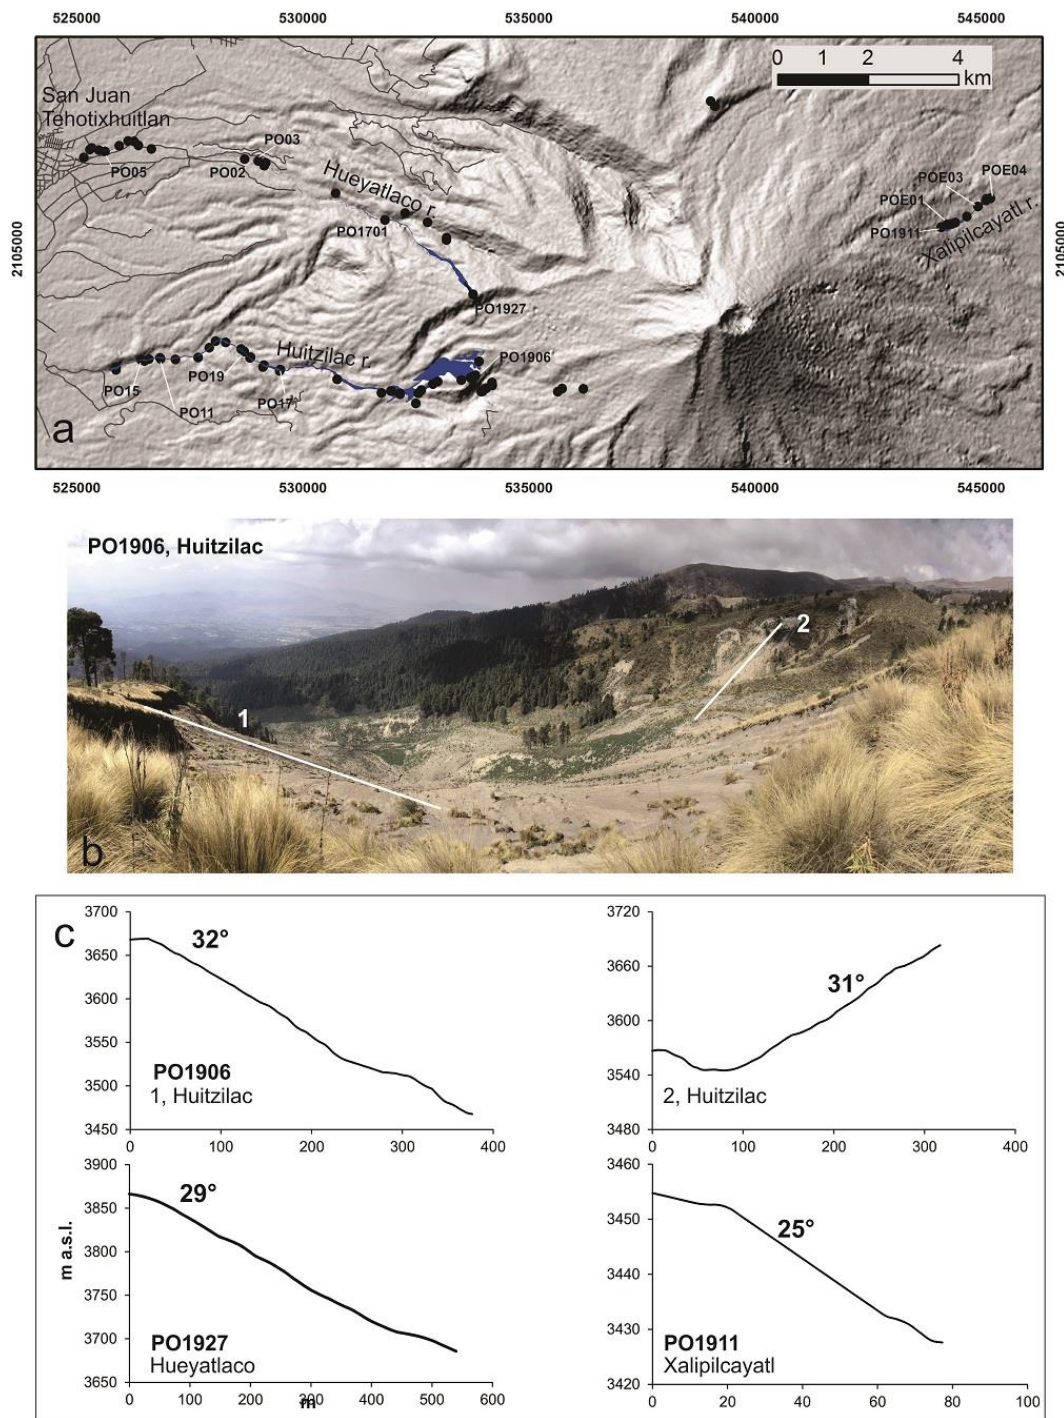 525000 530000 535000 540000 545000
0 1 2 4
km
San Juan
Tehotixhuitlan
PO03
PO05
PO02
POE03
POE04
Hueyatlaco r.
POE01
PO1701
PO1911
Xalipilcayatl r.
2105000
2105000
PO1927
Huitzilac r.
PO1906
PO15
PO19
PO11
PO17
a
525000 530000 535000 540000 545000
PO1906, Huitzilac
2
1
b
c
3700
3650
3600
3550
3500
3450
0 100 200 300 400
32°
PO1906
1, Huitzilac
3720
3660
3600
3540
3480
0 100 200 300 400
31°
2, Huitzilac
3900
3850
3800
3750
3700
3650
0 100 200 300 400 500 600
m a.s.l.
m
29°
PO1927
Hueyatlaco
3460
3450
3440
3430
3420
0 20 40 60 80 100
25°
PO1911
Xalipilcayatl